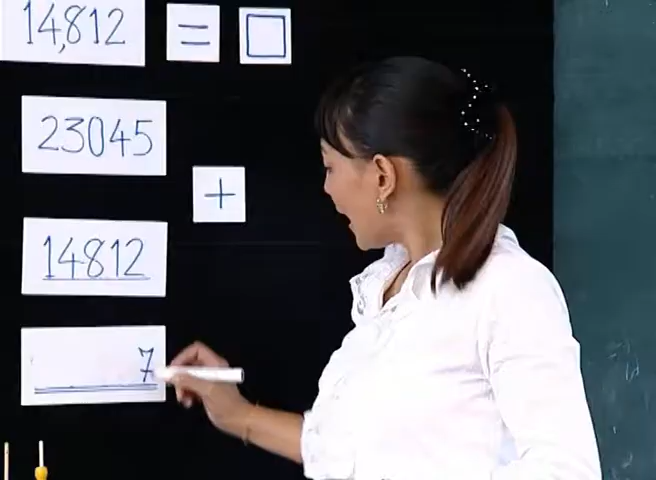 14,812 = □
23045
+
14812
7